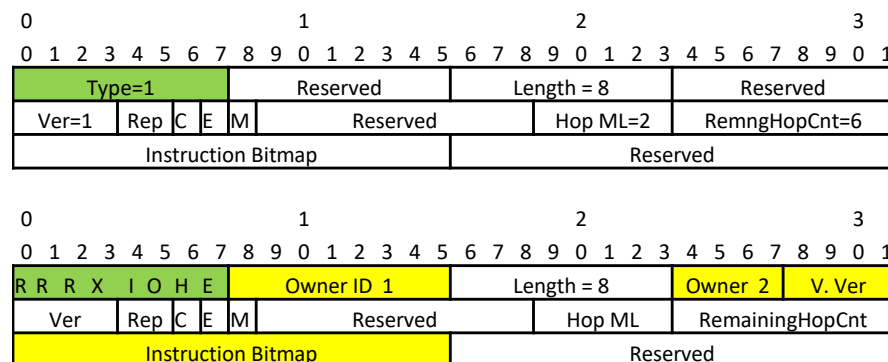 0 1 2 3
0 1 2 3 4 5 6 7 8 9 0 1 2 3 4 5 6 7 8 9 0 1 2 3 4 5 6 7 8 9 0 1
Type=1 Reserved Length = 8 Reserved
Ver=1 Rep C E M Reserved Hop ML=2 RemngHopCnt=6
Instruction Bitmap Reserved
0 1 2 3
0 1 2 3 4 5 6 7 8 9 0 1 2 3 4 5 6 7 8 9 0 1 2 3 4 5 6 7 8 9 0 1
R R R X I O H E Owner ID 1 Length = 8 Owner 2 V. Ver
Ver Rep C E M Reserved Hop ML RemainingHopCnt
Instruction Bitmap Reserved